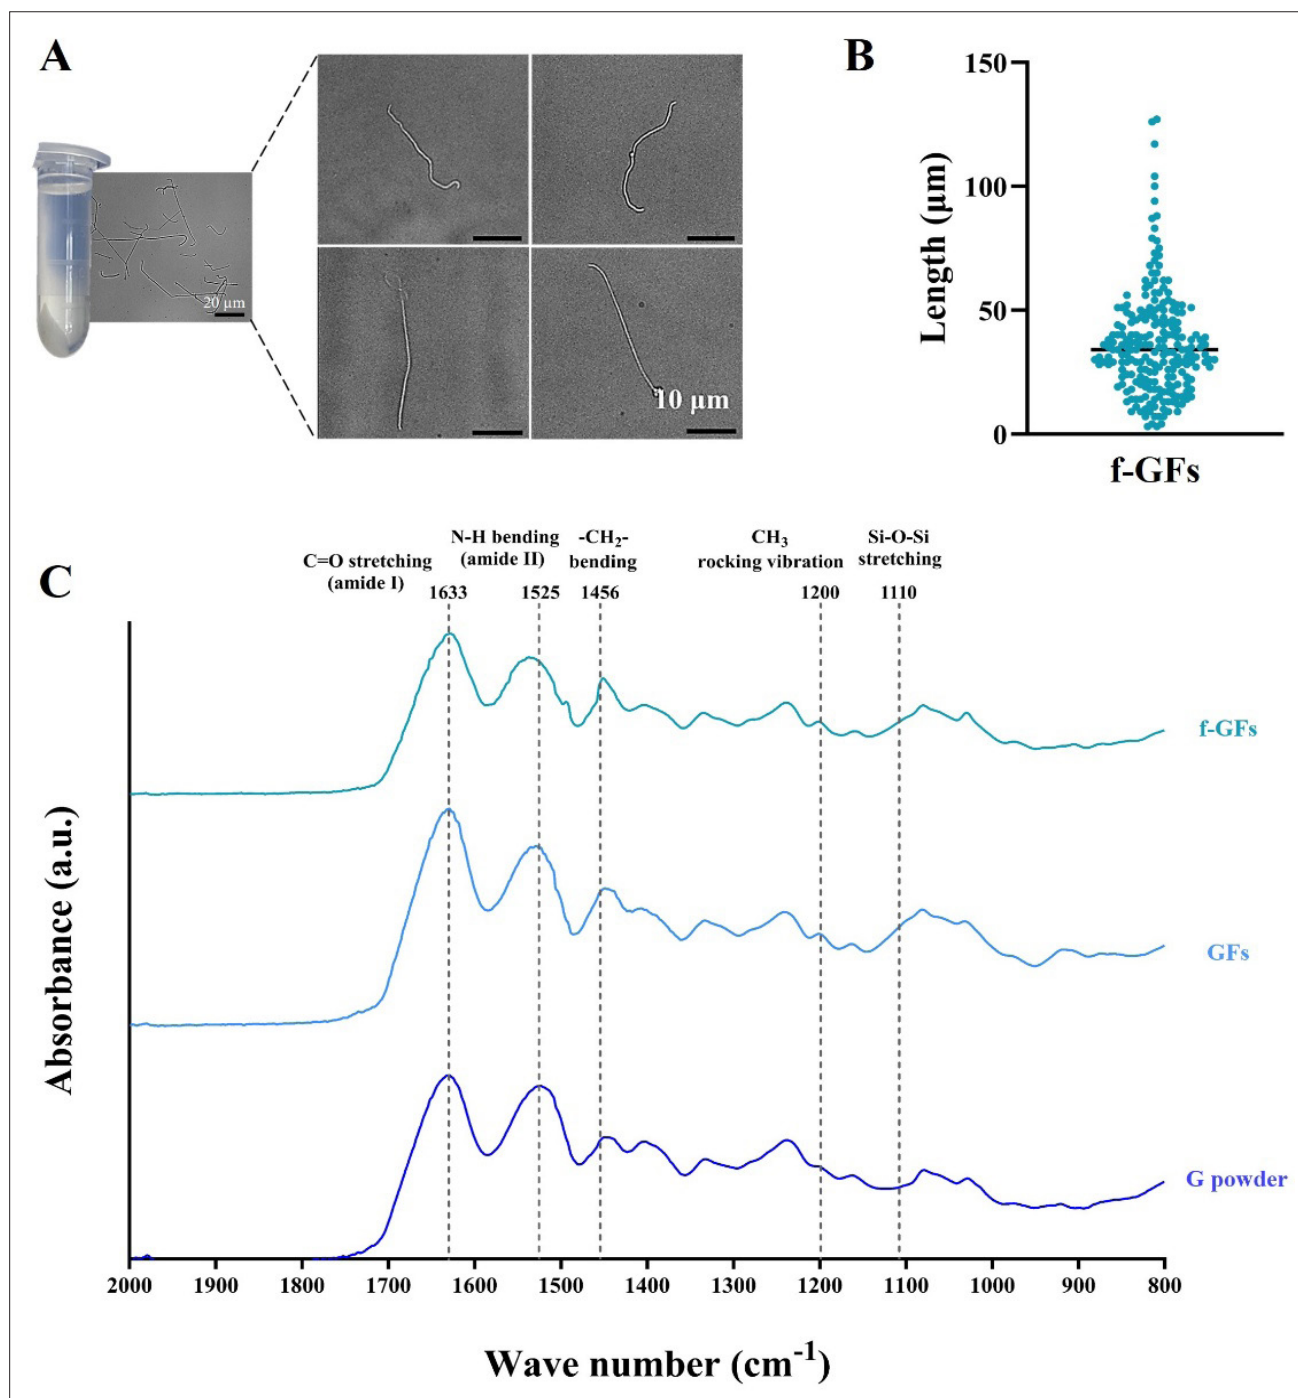 A
20 µm
10 µm
B
150
100
50
0
Length (µm)
f-GFs
C
C=O stretching
(amide I)
1633
N-H bending
(amide II)
1525
-CH2-
bending
1456
CH3
rocking vibration
1200
Si-O-Si
stretching
1110
f-GFs
GFs
G powder
Absorbance (a.u.)
2000 1900 1800 1700 1600 1500 1400 1300 1200 1100 1000 900 800
Wave number (cm-1)